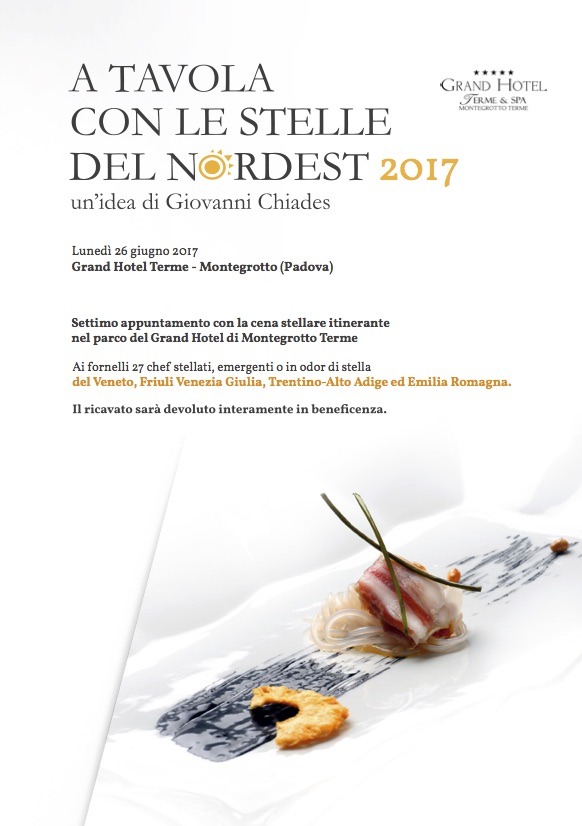 A TAVOLA
CON LE STELLE
DEL NORDEST 2017
un'idea di Giovanni Chiades
★★★★★
GRAND HOTEL
TERME & SPA
MONTEGROTTO TERME
Lunedì 26 giugno 2017
Grand Hotel Terme - Montegrotto (Padova)
Settimo appuntamento con la cena stellare itinerante
nel parco del Grand Hotel di Montegrotto Terme
Ai fornelli 27 chef stellati, emergenti o in odor di stella
del Veneto, Friuli Venezia Giulia, Trentino-Alto Adige ed Emilia Romagna.
Il ricavato sarà devoluto interamente in beneficenza.